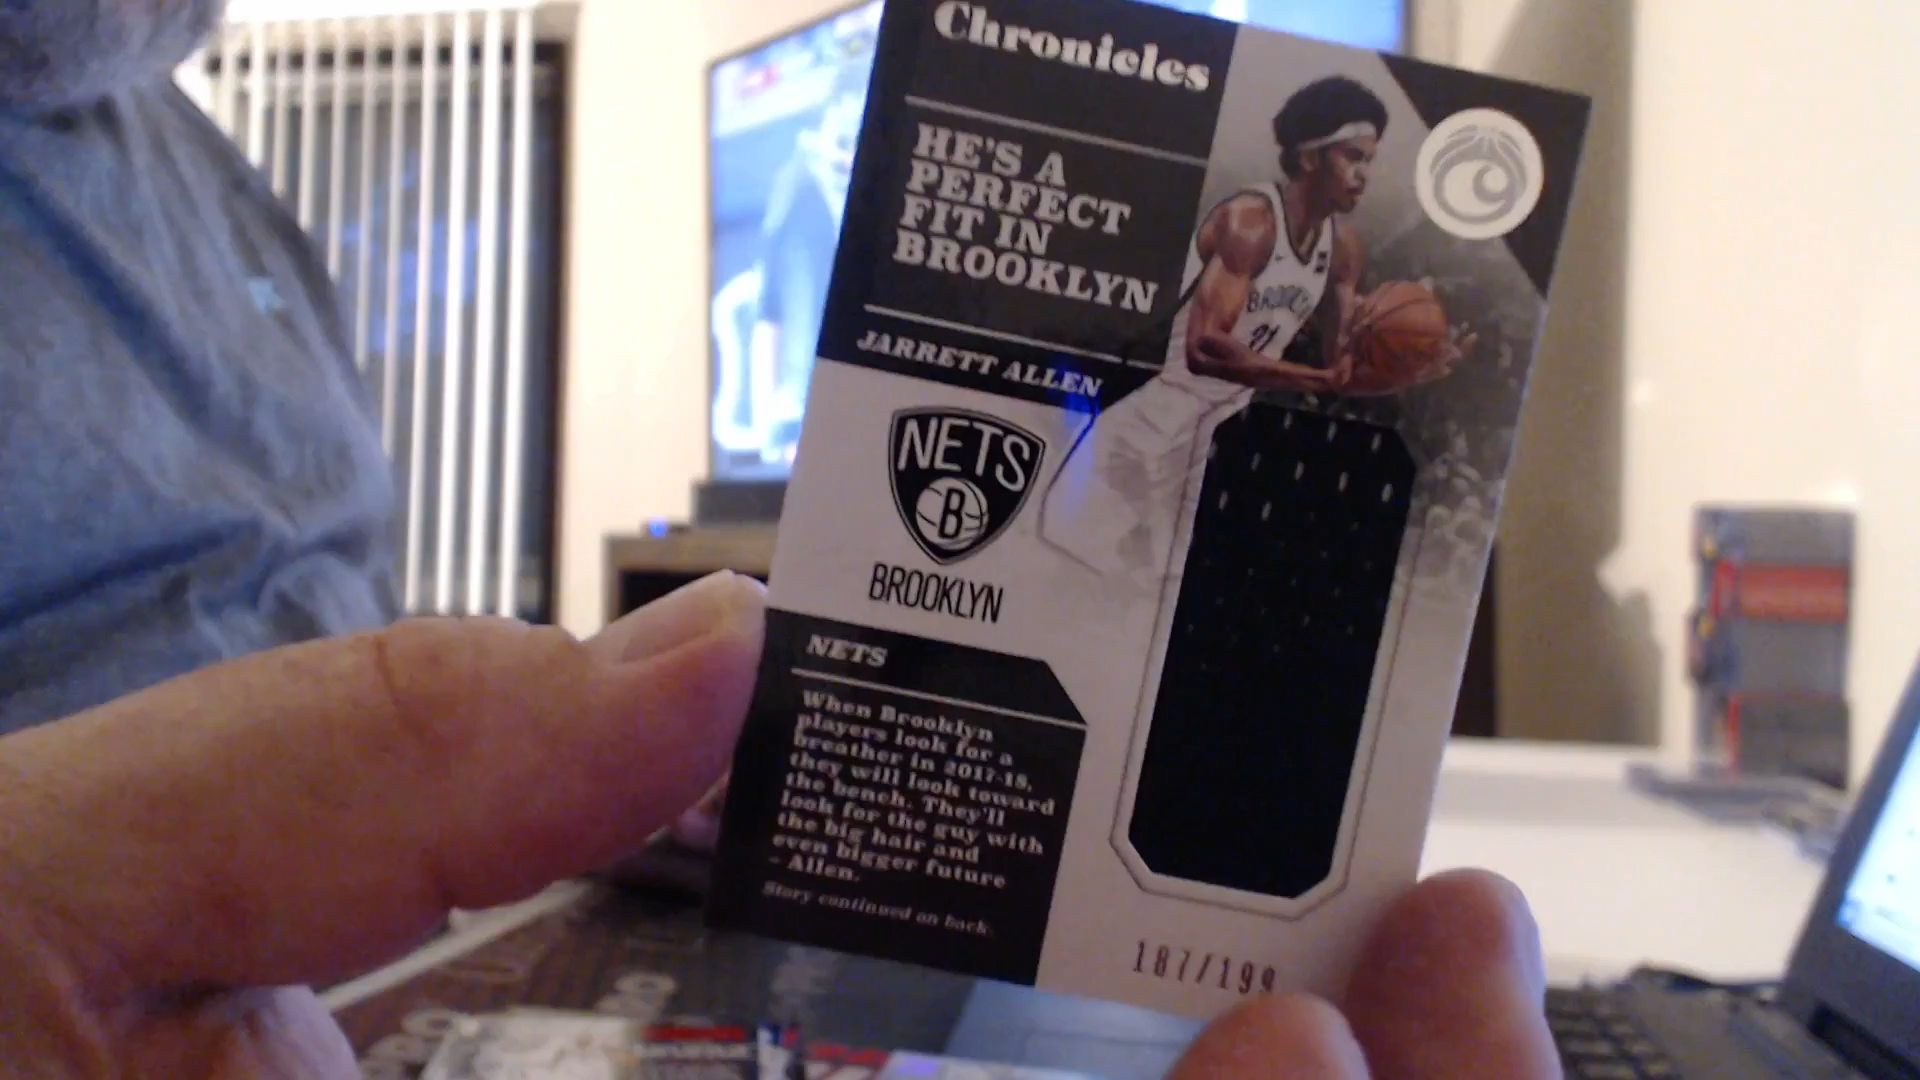 Chronicles
HE'S A
PERFECT
FIT IN
BROOKLYN
JARRETT ALLEN
BROOKLYN
21
NETS
B
BROOKLYN
NETS
When Brooklyn
players look for a
breather in 2017-18,
they will look toward
the bench. They'll
look for the guy with
the big hair and
even bigger future
- Allen.
Story continued on back.
187/199